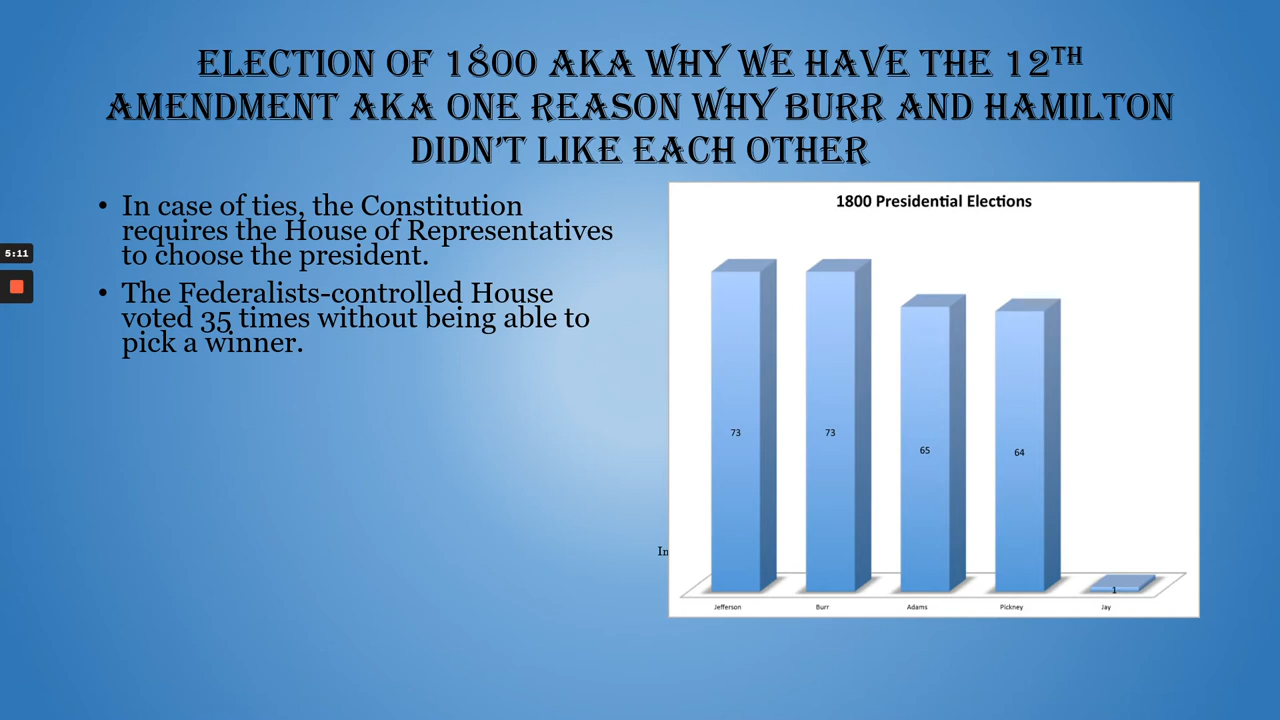 ELECTION OF 1800 AKA WHY WE HAVE THE 12TH
AMENDMENT AKA ONE REASON WHY BURR AND HAMILTON
DIDN'T LIKE EACH OTHER
• In case of ties, the Constitution
requires the House of Representatives
to choose the president.
• The Federalists-controlled House
voted 35 times without being able to
pick a winner.
5:11
In
1800 Presidential Elections
73
73
65
64
1
Jefferson
Burr
Adams
Pickney
Jay